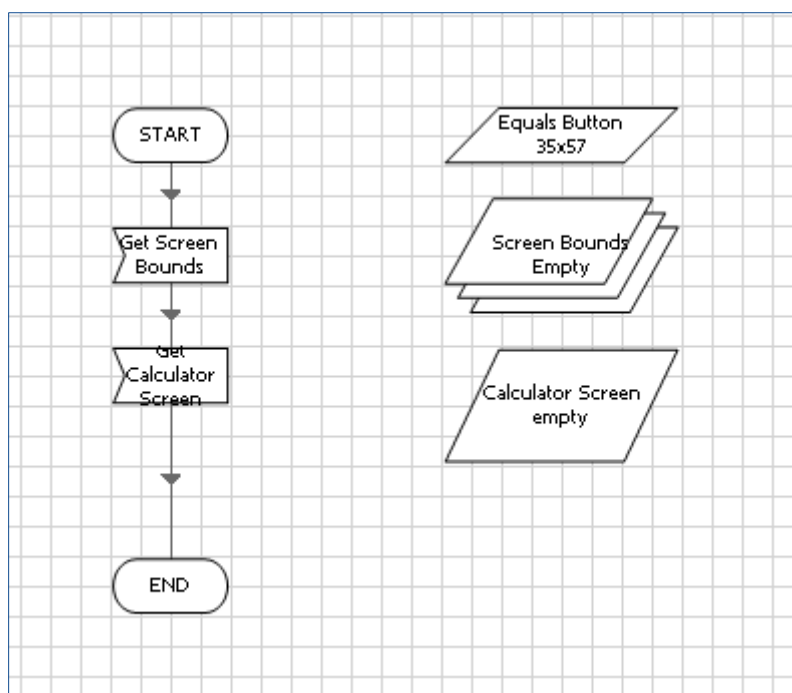 START
Get Screen
Bounds
Get
Calculator
Screen
END
Equals Button
35x57
Screen Bounds
Empty
Calculator Screen
empty